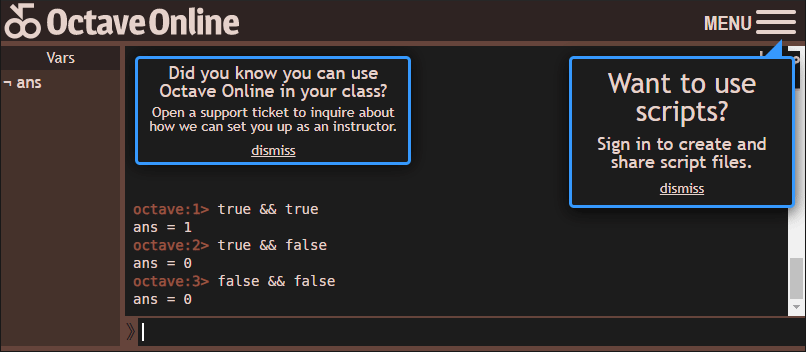 Octave Online
MENU
Vars
¬ ans
Did you know you can use
Octave Online in your class?
Open a support ticket to inquire about
how we can set you up as an instructor.
dismiss
Want to use
scripts?
Sign in to create and
share script files.
dismiss
octave:1> true && true
ans = 1
octave:2> true && false
ans = 0
octave:3> false && false
ans = 0
》